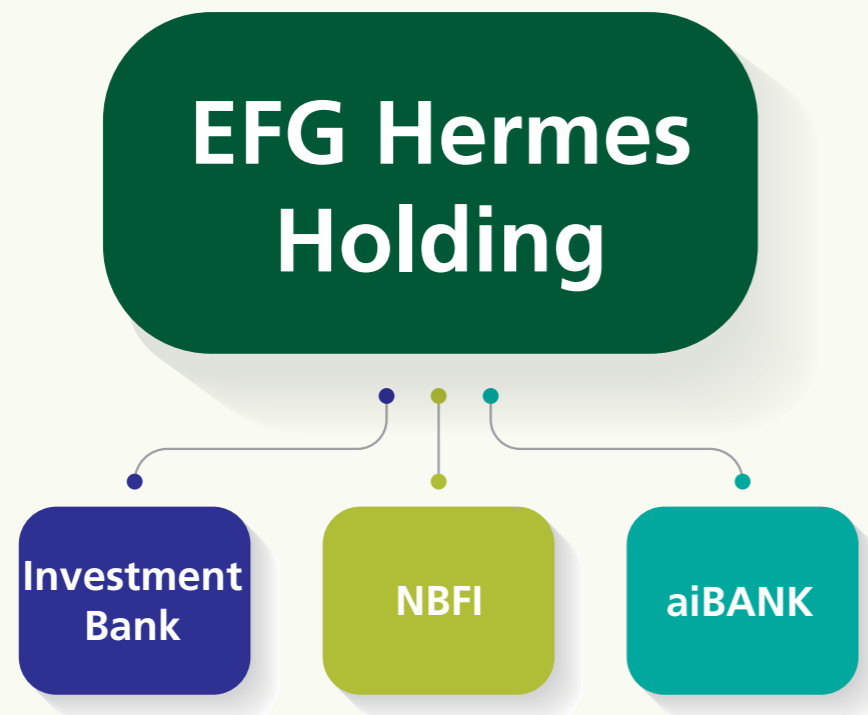 EFG Hermes
Holding
Investment
Bank
NBFI
aiBANK